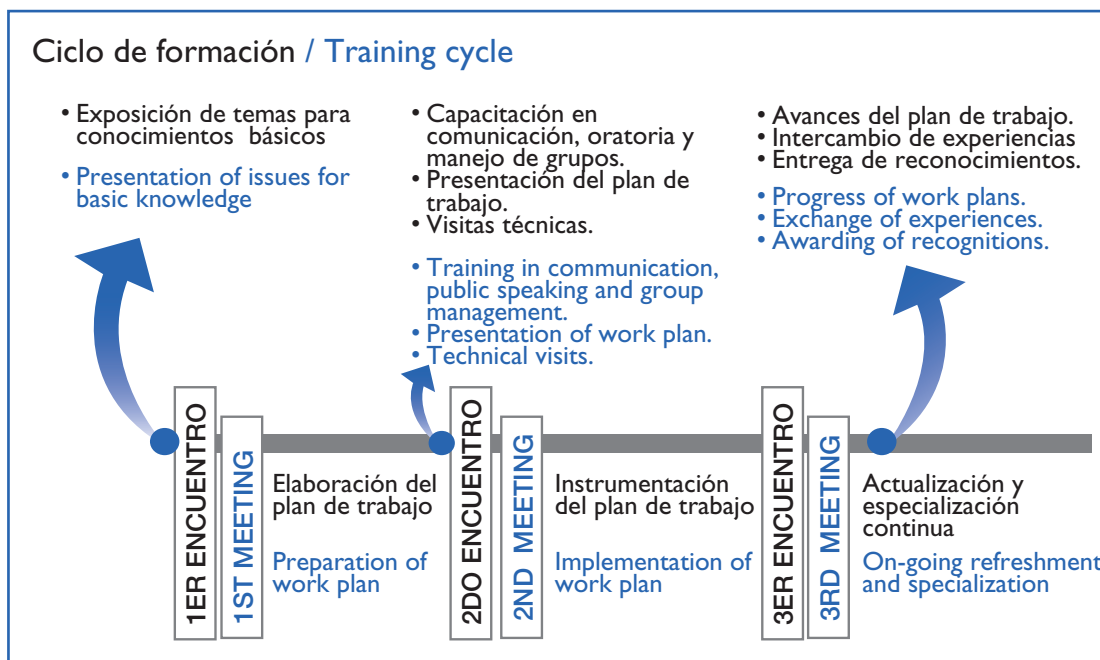 Ciclo de formación / Training cycle
• Exposición de temas para
conocimientos básicos
• Presentation of issues for
basic knowledge
• Capacitación en
comunicación, oratoria y
manejo de grupos.
• Presentación del plan de
trabajo.
• Visitas técnicas.
• Training in communication,
public speaking and group
management.
• Presentation of work plan.
• Technical visits.
• Avances del plan de trabajo.
• Intercambio de experiencias
• Entrega de reconocimientos.
• Progress of work plans.
• Exchange of experiences.
• Awarding of recognitions.
1ER ENCUENTRO
1ST MEETING
Elaboración del
plan de trabajo
Preparation of
work plan
2DO ENCUENTRO
2ND MEETING
Instrumentación
del plan de trabajo
Implementation of
work plan
3ER ENCUENTRO
3RD MEETING
Actualización y
especialización
continua
On-going refreshment
and specialization